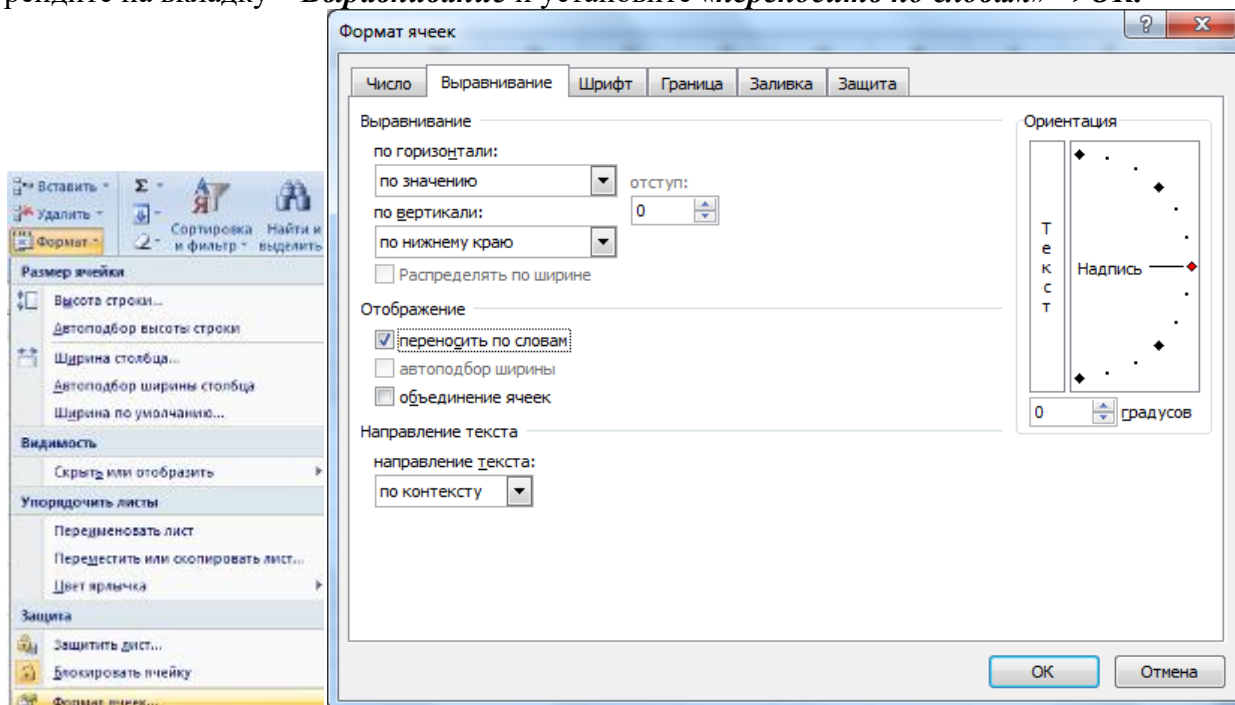 рейдите на вкладку – Выравнивание и установите «переносить по словам» → ОК.
Вставить
Удалить
Формат
Σ
Сортировка
и фильтр
Найти и
выделить
Размер ячейки
Высота строки...
Автоподбор высоты строки
Ширина столбца...
Автоподбор ширины столбца
Ширина по умолчанию...
Видимость
Скрыть или отобразить
Упорядочить листы
Переименовать лист
Переместить или скопировать лист...
Цвет ярлычка
Защита
Защитить лист...
Блокировать ячейку
Формат ячеек...
Формат ячеек
Число Выравнивание Шрифт Граница Заливка Защита
Выравнивание
по горизонтали:
по значению
отступ:
0
по вертикали:
по нижнему краю
Распределять по ширине
Отображение
переносить по словам
автоподбор ширины
объединение ячеек
Направление текста
направление текста:
по контексту
Ориентация
Текст
Надпись
0 градусов
ОК Отмена